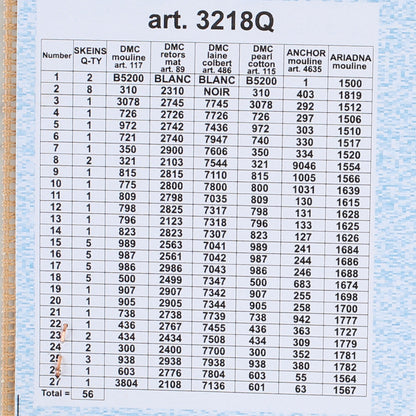 art. 3218Q
Number SKEINS Q-TY DMC mouline art. 117 DMC retors mat art. 89 DMC laine colbert art. 486 DMC pearl cotton art. 115 ANCHOR mouline art. 4635 ARIADNA mouline
1 2 B5200 BLANC BLANC B5200 1 1500
2 8 310 2310 NOIR 310 403 1819
3 1 3078 2745 7745 3078 292 1512
4 1 726 2726 7726 726 297 1506
5 1 972 2742 7436 972 303 1510
6 1 721 2740 7947 740 330 1517
7 1 350 2900 7606 350 334 1520
8 2 321 2103 7544 321 9046 1554
9 1 815 2815 7110 815 1005 1566
10 1 775 2800 7800 800 1031 1639
11 1 809 2798 7035 809 130 1615
12 1 798 2825 7317 798 131 1628
13 1 796 2123 7318 796 133 1625
14 1 823 2823 7307 823 127 1626
15 5 989 2563 7041 989 241 1684
16 5 987 2561 7042 987 244 1686
17 5 986 2986 7043 986 246 1688
18 5 500 2499 7347 500 683 1674
19 1 907 2907 7342 907 255 1698
20 1 905 2905 7344 905 258 1700
21 1 738 2738 7739 738 942 1777
22 1 436 2767 7455 436 363 1727
23 2 434 2434 7508 434 309 1779
24 2 300 2400 7700 300 352 1781
25 3 938 2938 7938 938 380 1782
1 603 2776 7804 603 55 1564
27 1 3804 2108 7136 601 63 1567
Total = 56